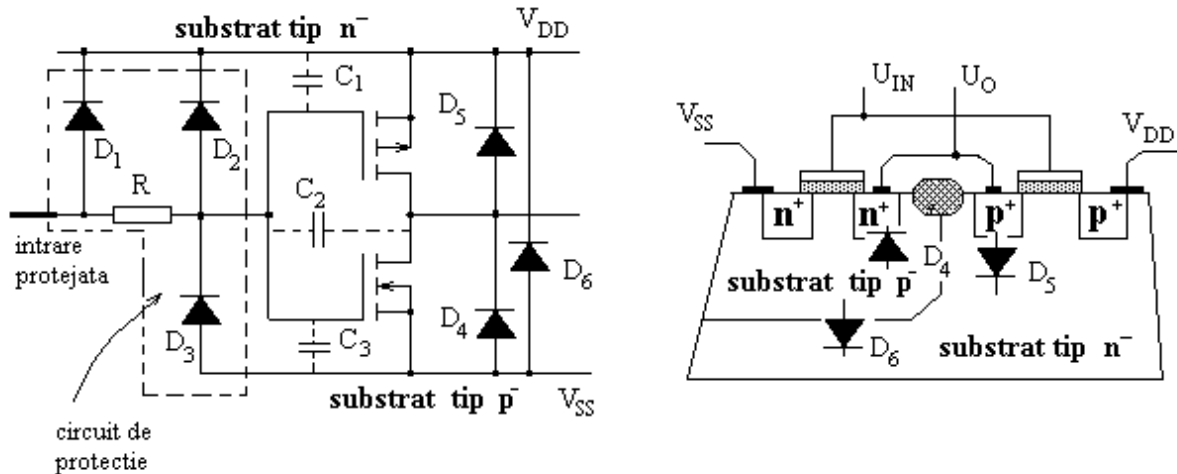 substrat tip n⁻
V_DD
C₁
D₁
D₂
D₅
R
C₂
intrare
protejata
D₆
D₃
D₄
C₃
substrat tip p⁻
V_SS
circuit de
protectie
U_IN
U_O
V_SS
V_DD
n⁺
n⁺
p⁺
p⁺
D₄
D₅
substrat tip p⁻
D₆
substrat tip n⁻